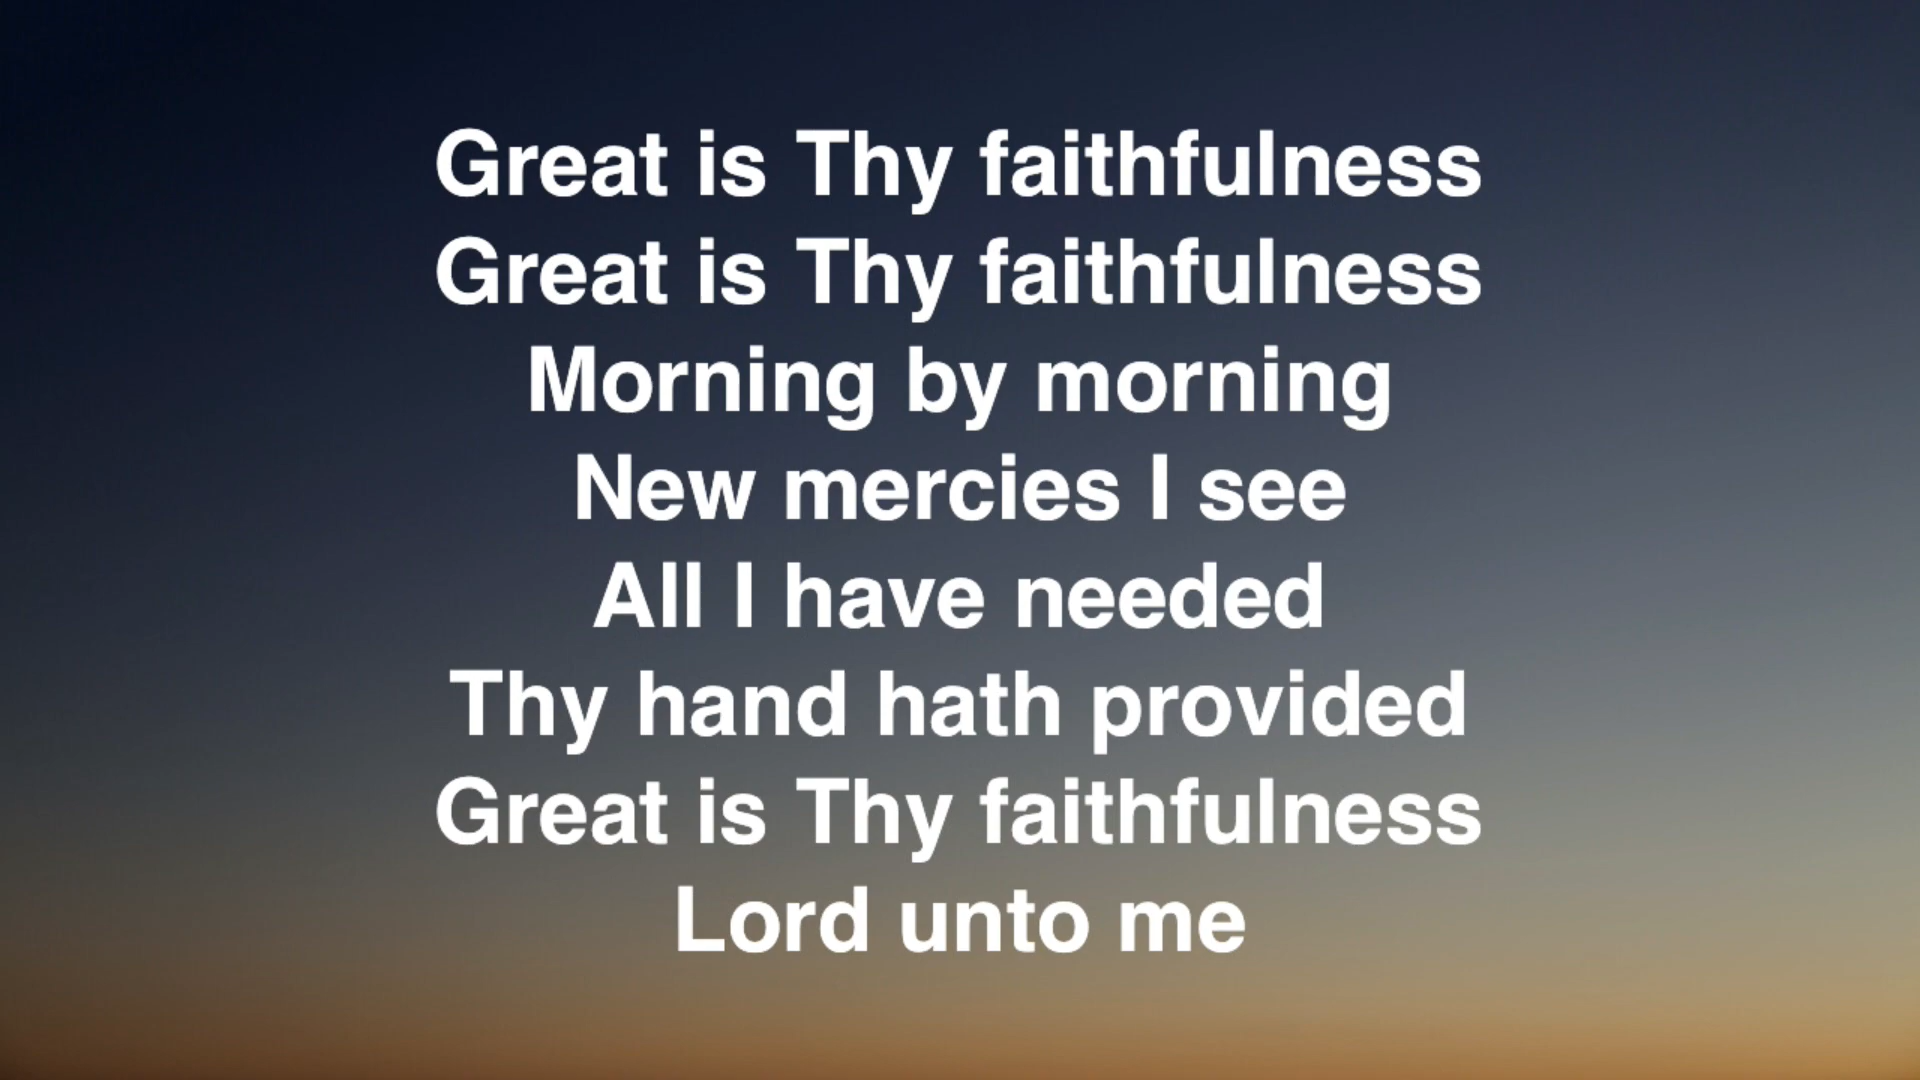 Great is Thy faithfulness
Great is Thy faithfulness
Morning by morning
New mercies I see
All I have needed
Thy hand hath provided
Great is Thy faithfulness
Lord unto me